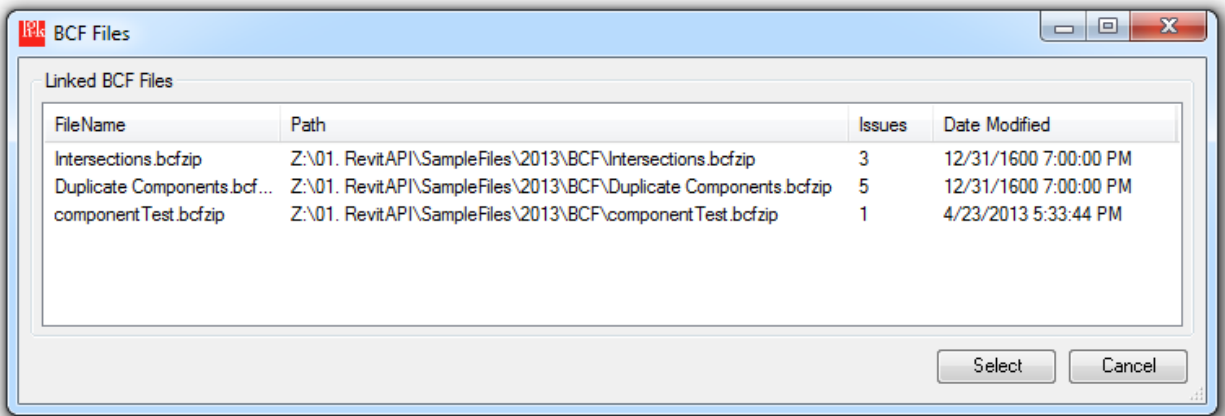 BCF Files
Linked BCF Files
FileName Path Issues Date Modified
Intersections.bcfzip Z:\01. RevitAPI\SampleFiles\2013\BCF\Intersections.bcfzip 3 12/31/1600 7:00:00 PM
Duplicate Components.bcf... Z:\01. RevitAPI\SampleFiles\2013\BCF\Duplicate Components.bcfzip 5 12/31/1600 7:00:00 PM
componentTest.bcfzip Z:\01. RevitAPI\SampleFiles\2013\BCF\componentTest.bcfzip 1 4/23/2013 5:33:44 PM
Select Cancel